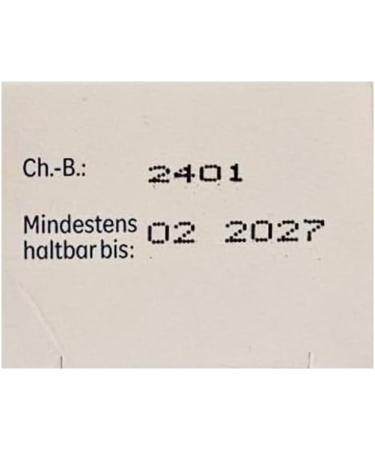 Ch.-B.: 2401
Mindestens
haltbar bis: 02 2027